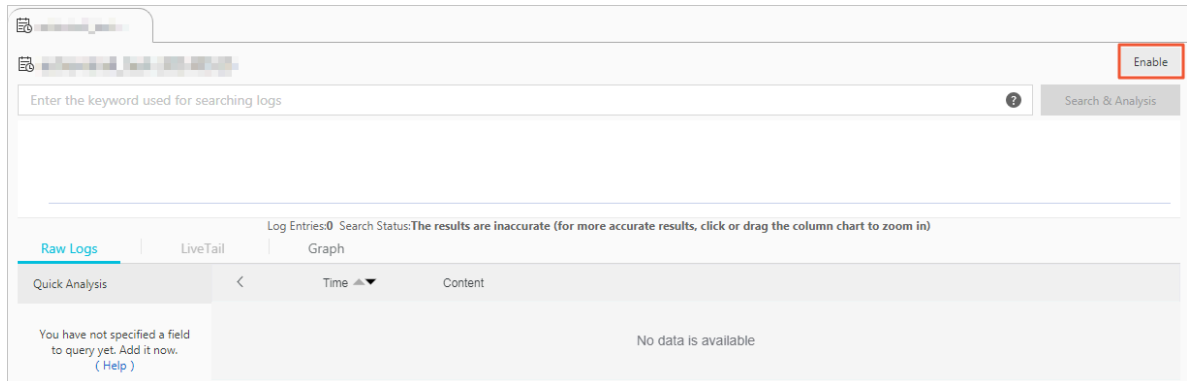 Enable
Enter the keyword used for searching logs
?
Search & Analysis
Log Entries:0 Search Status:The results are inaccurate (for more accurate results, click or drag the column chart to zoom in)
Raw Logs
LiveTail
Graph
Quick Analysis
Time
Content
You have not specified a field
to query yet. Add it now.
( Help )
No data is available